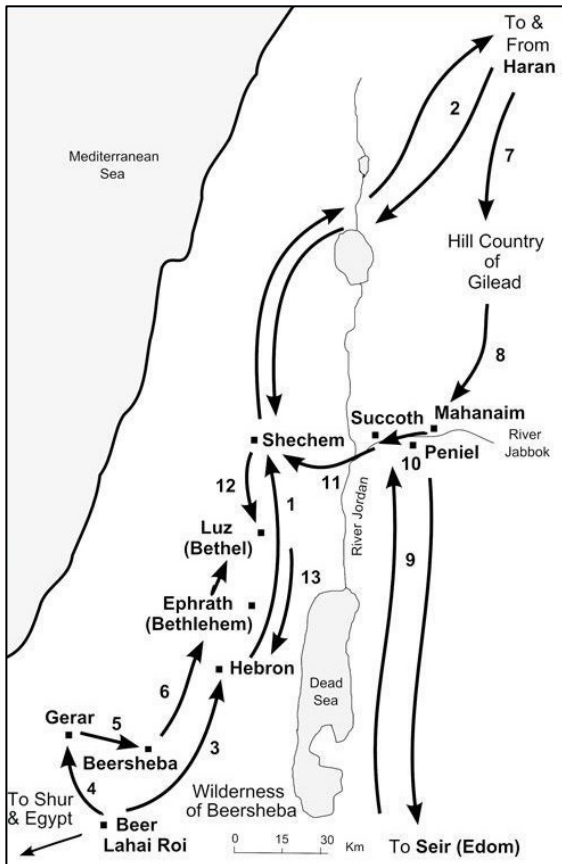 To &
From
Haran
2
7
Mediterranean
Sea
Hill Country
of
Gilead
8
Mahanaim
Succoth
Shechem
Peniel
River
Jabbok
10
11
12
1
River Jordan
Luz
(Bethel)
9
13
Ephrath
(Bethlehem)
Hebron
Dead
Sea
6
Gerar
5
3
Beersheba
4
Wilderness
of Beersheba
To Shur
& Egypt
Beer
Lahai Roi
0 15 30 Km
To Seir (Edom)